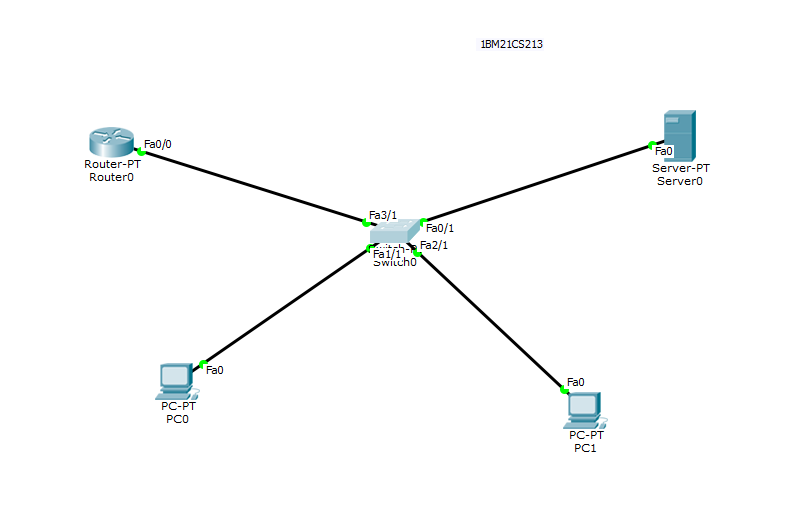 1BM21CS213
Fa0/0
Router-PT
Router0
Fa0
Server-PT
Server0
Fa3/1
Fa0/1
Fa1/1
Fa2/1
Switch0
Fa0
PC-PT
PC0
Fa0
PC-PT
PC1